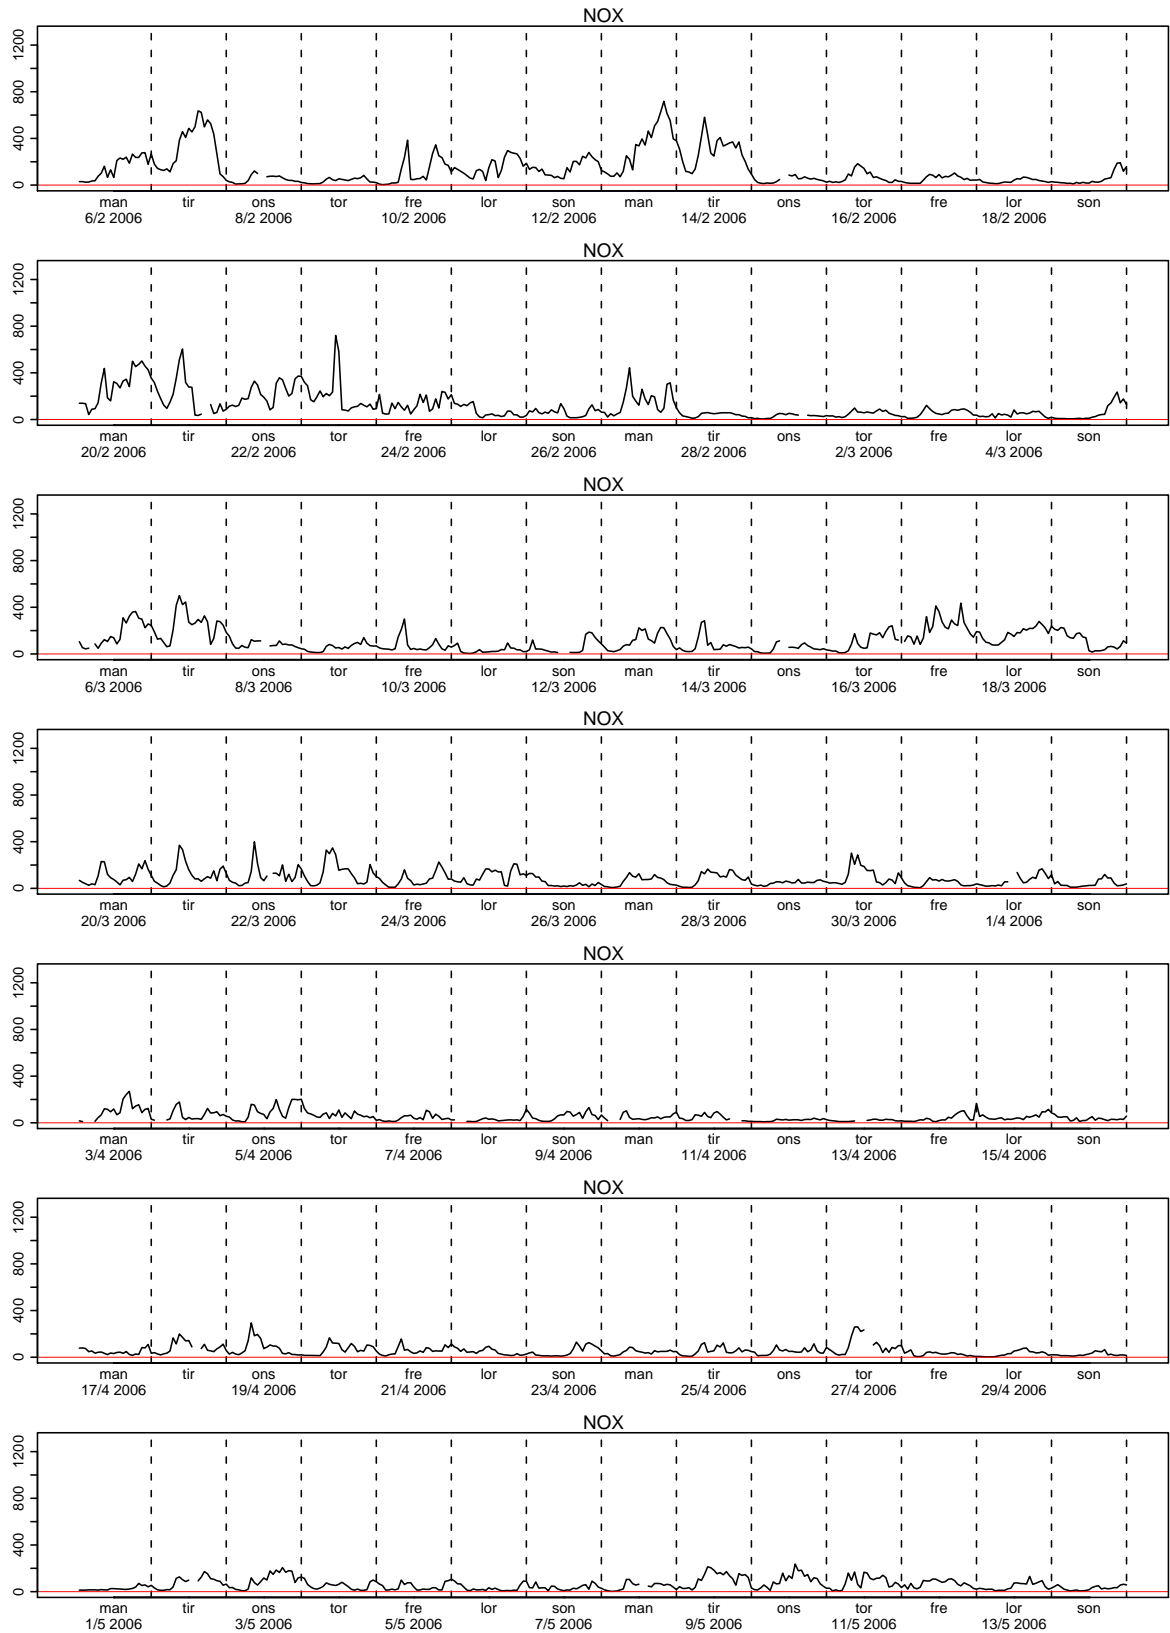 NOX
0 400 800 1200
man tir ons tor fre lor son man tir ons tor fre lor son
6/2 2006 8/2 2006 10/2 2006 12/2 2006 14/2 2006 16/2 2006 18/2 2006
NOX
0 400 800 1200
man tir ons tor fre lor son man tir ons tor fre lor son
20/2 2006 22/2 2006 24/2 2006 26/2 2006 28/2 2006 2/3 2006 4/3 2006
NOX
0 400 800 1200
man tir ons tor fre lor son man tir ons tor fre lor son
6/3 2006 8/3 2006 10/3 2006 12/3 2006 14/3 2006 16/3 2006 18/3 2006
NOX
0 400 800 1200
man tir ons tor fre lor son man tir ons tor fre lor son
20/3 2006 22/3 2006 24/3 2006 26/3 2006 28/3 2006 30/3 2006 1/4 2006
NOX
0 400 800 1200
man tir ons tor fre lor son man tir ons tor fre lor son
3/4 2006 5/4 2006 7/4 2006 9/4 2006 11/4 2006 13/4 2006 15/4 2006
NOX
0 400 800 1200
man tir ons tor fre lor son man tir ons tor fre lor son
17/4 2006 19/4 2006 21/4 2006 23/4 2006 25/4 2006 27/4 2006 29/4 2006
NOX
0 400 800 1200
man tir ons tor fre lor son man tir ons tor fre lor son
1/5 2006 3/5 2006 5/5 2006 7/5 2006 9/5 2006 11/5 2006 13/5 2006